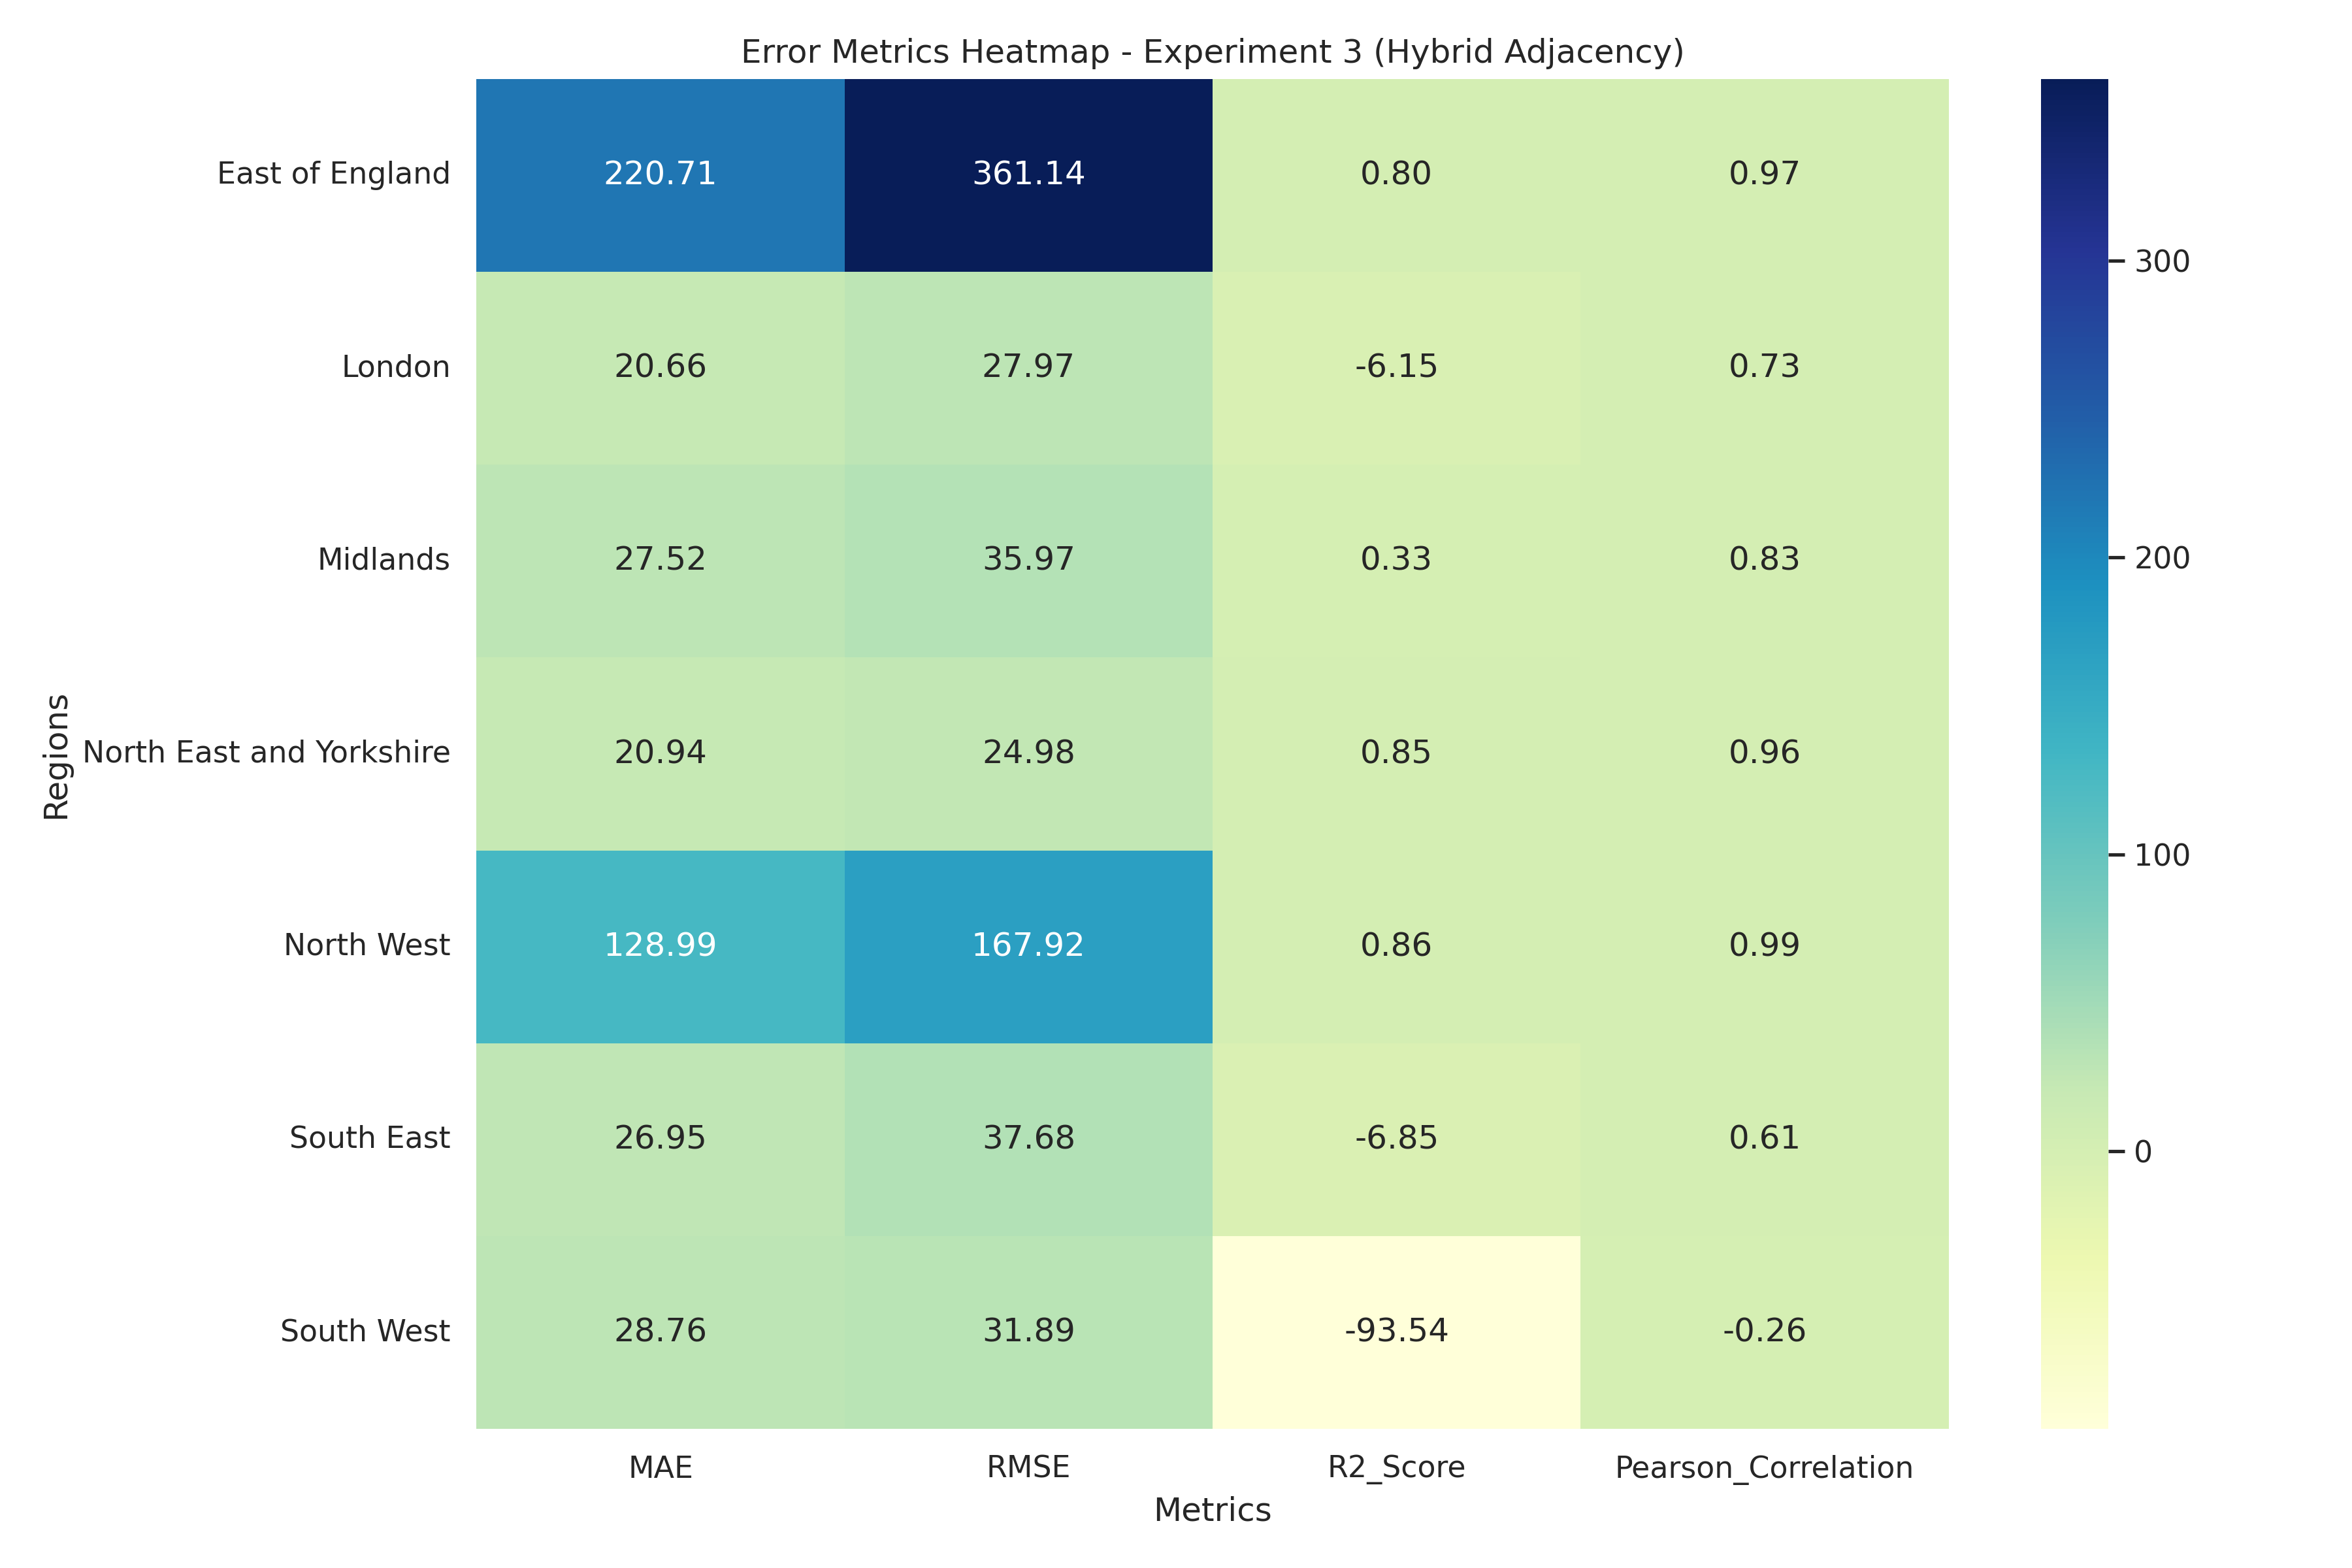 Error Metrics Heatmap - Experiment 3 (Hybrid Adjacency)
East of England 220.71 361.14 0.80 0.97
London 20.66 27.97 -6.15 0.73
Midlands 27.52 35.97 0.33 0.83
North East and Yorkshire 20.94 24.98 0.85 0.96
North West 128.99 167.92 0.86 0.99
South East 26.95 37.68 -6.85 0.61
South West 28.76 31.89 -93.54 -0.26
Regions
MAE RMSE R2_Score Pearson_Correlation
Metrics
300
200
100
0